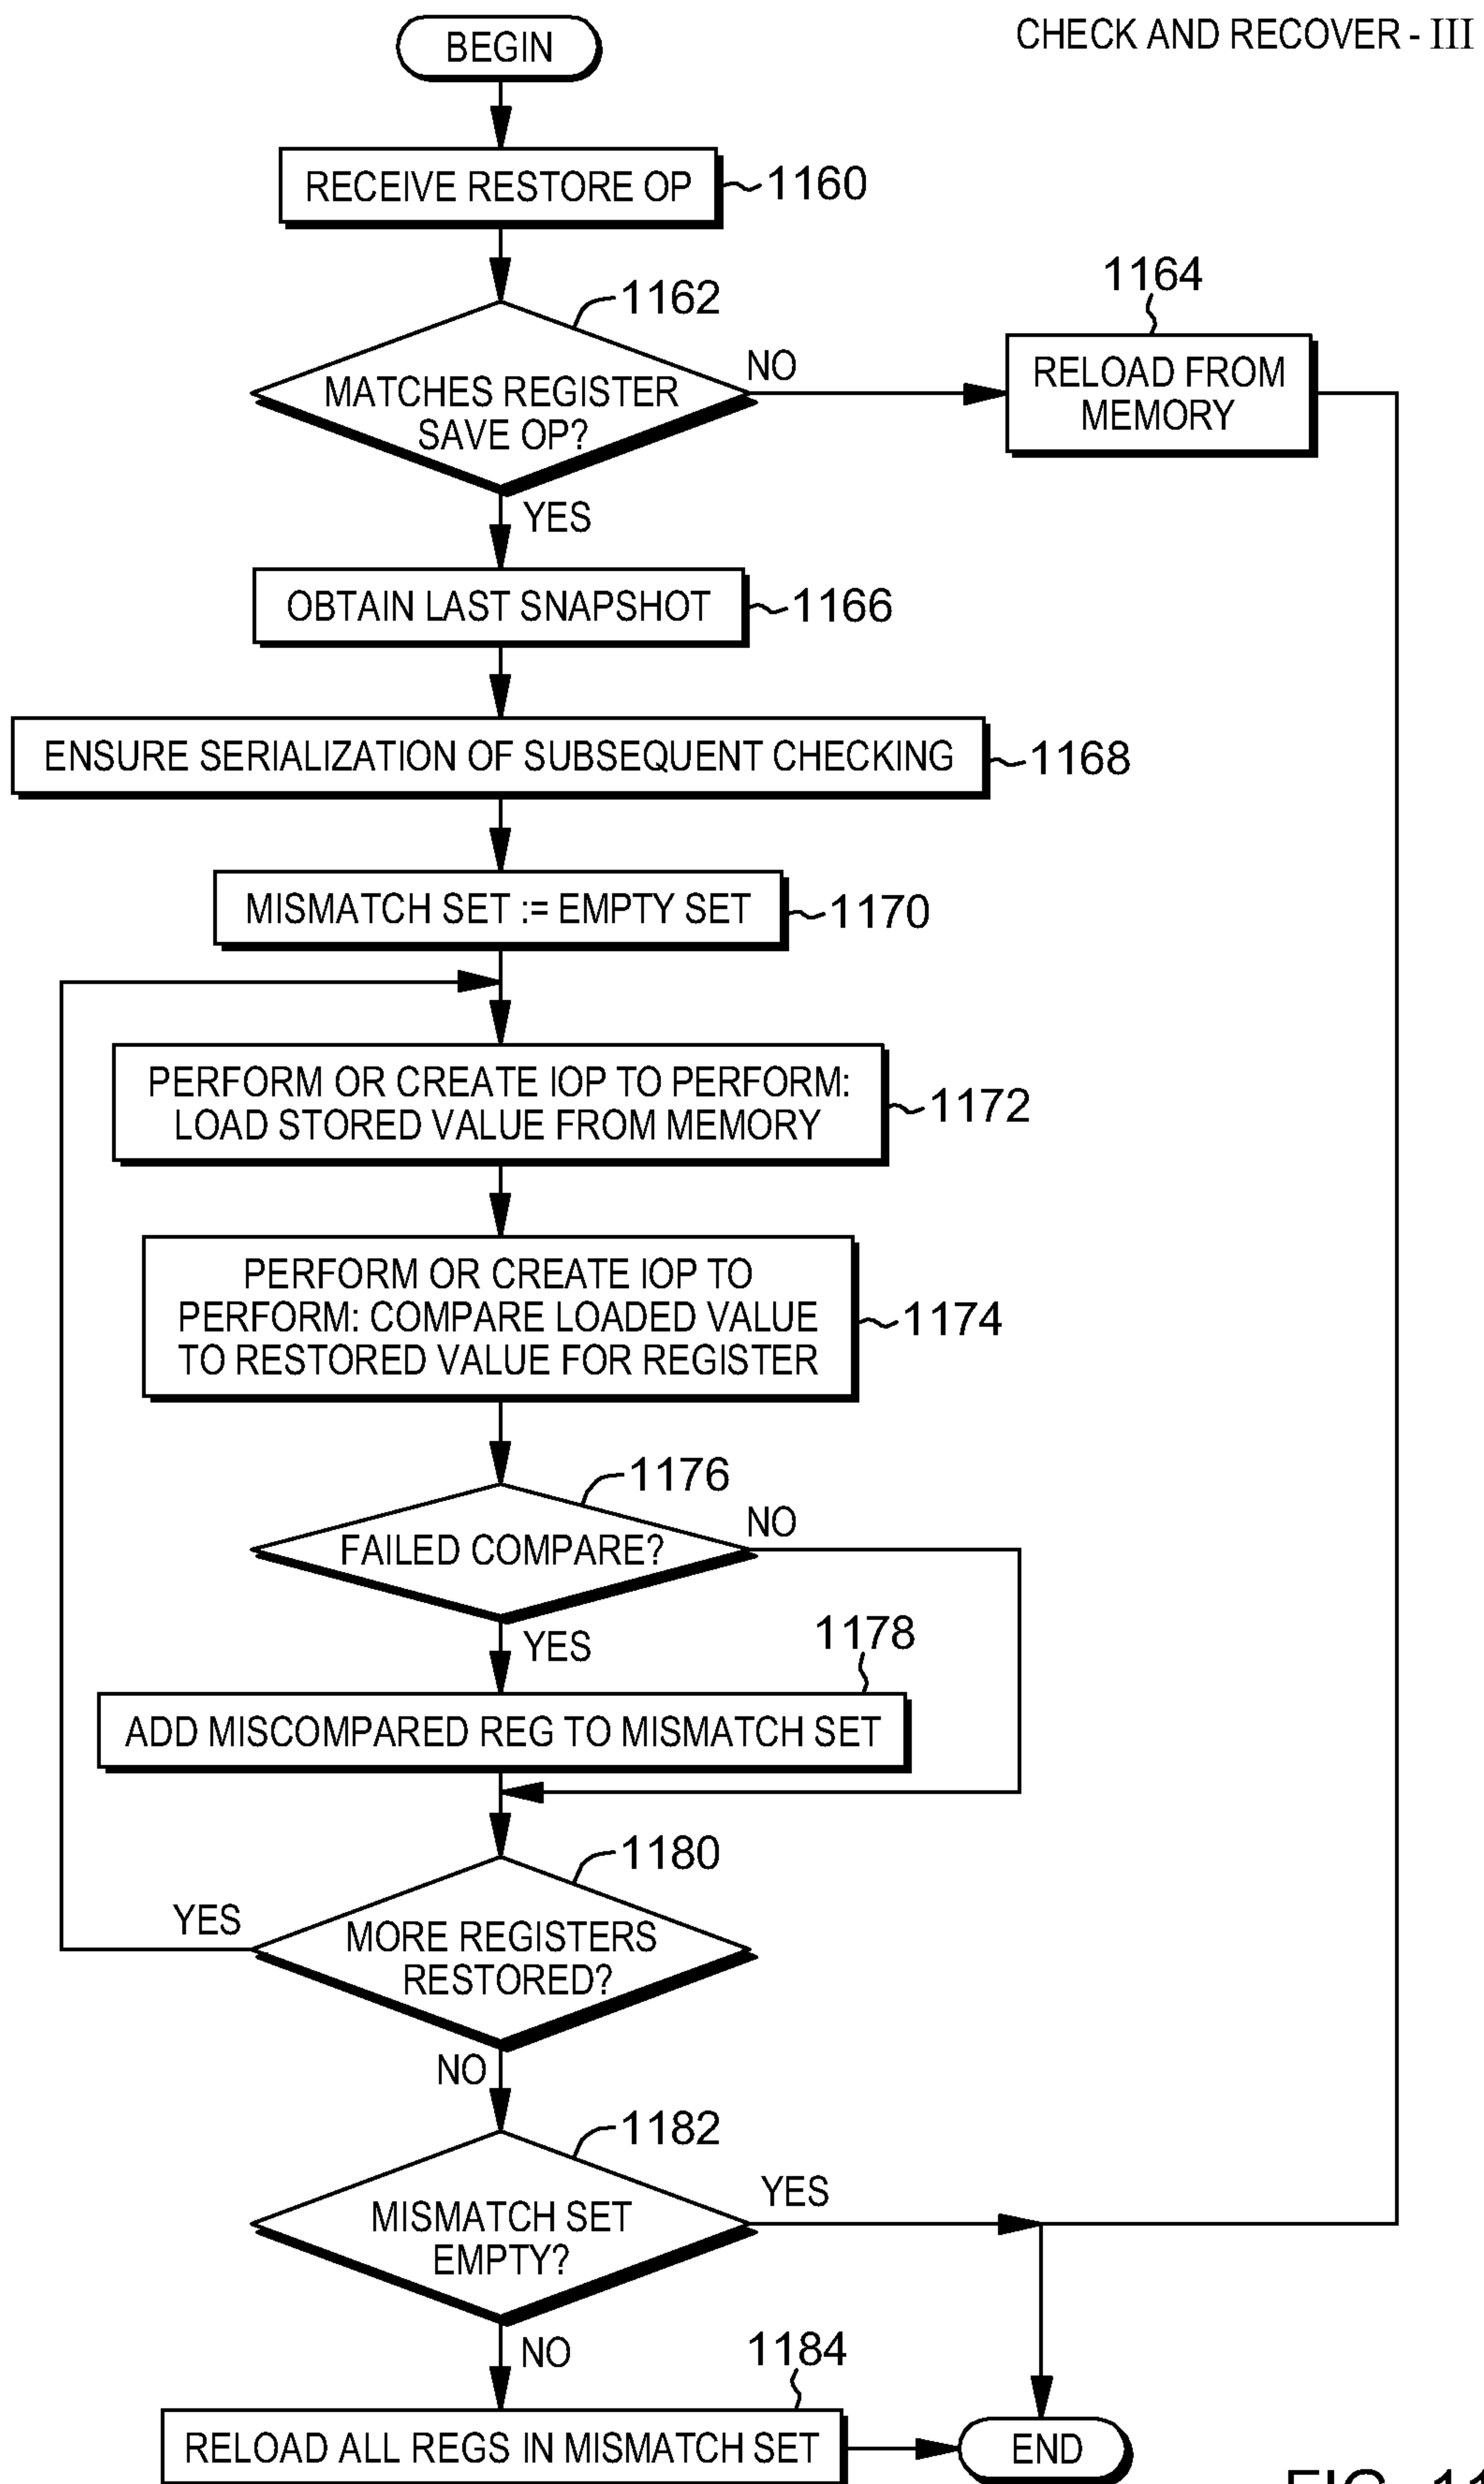 BEGIN
CHECK AND RECOVER - III
RECEIVE RESTORE OP
1160
1162
1164
MATCHES REGISTER
SAVE OP?
NO
RELOAD FROM
MEMORY
YES
OBTAIN LAST SNAPSHOT
1166
ENSURE SERIALIZATION OF SUBSEQUENT CHECKING
1168
MISMATCH SET := EMPTY SET
1170
PERFORM OR CREATE IOP TO PERFORM:
LOAD STORED VALUE FROM MEMORY
1172
PERFORM OR CREATE IOP TO
PERFORM: COMPARE LOADED VALUE
TO RESTORED VALUE FOR REGISTER
1174
1176
FAILED COMPARE?
NO
YES
1178
ADD MISCOMPARED REG TO MISMATCH SET
1180
YES
MORE REGISTERS
RESTORED?
NO
1182
MISMATCH SET
EMPTY?
YES
NO
1184
RELOAD ALL REGS IN MISMATCH SET
END